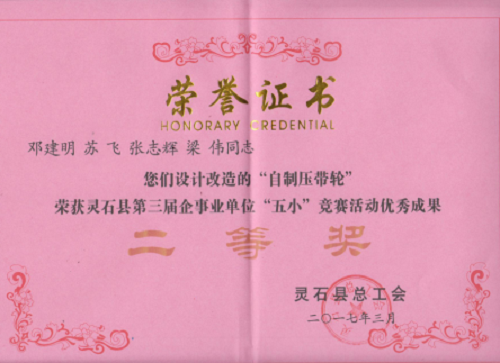 荣誉证书
HONORARY CREDENTIAL
邓建明 苏 飞 张志辉 梁 伟同志
您们设计改造的“自制压带轮”
荣获灵石县第三届企事业单位“五小”竞赛活动优秀成果
二等奖
灵石县总工会
二〇一七年三月